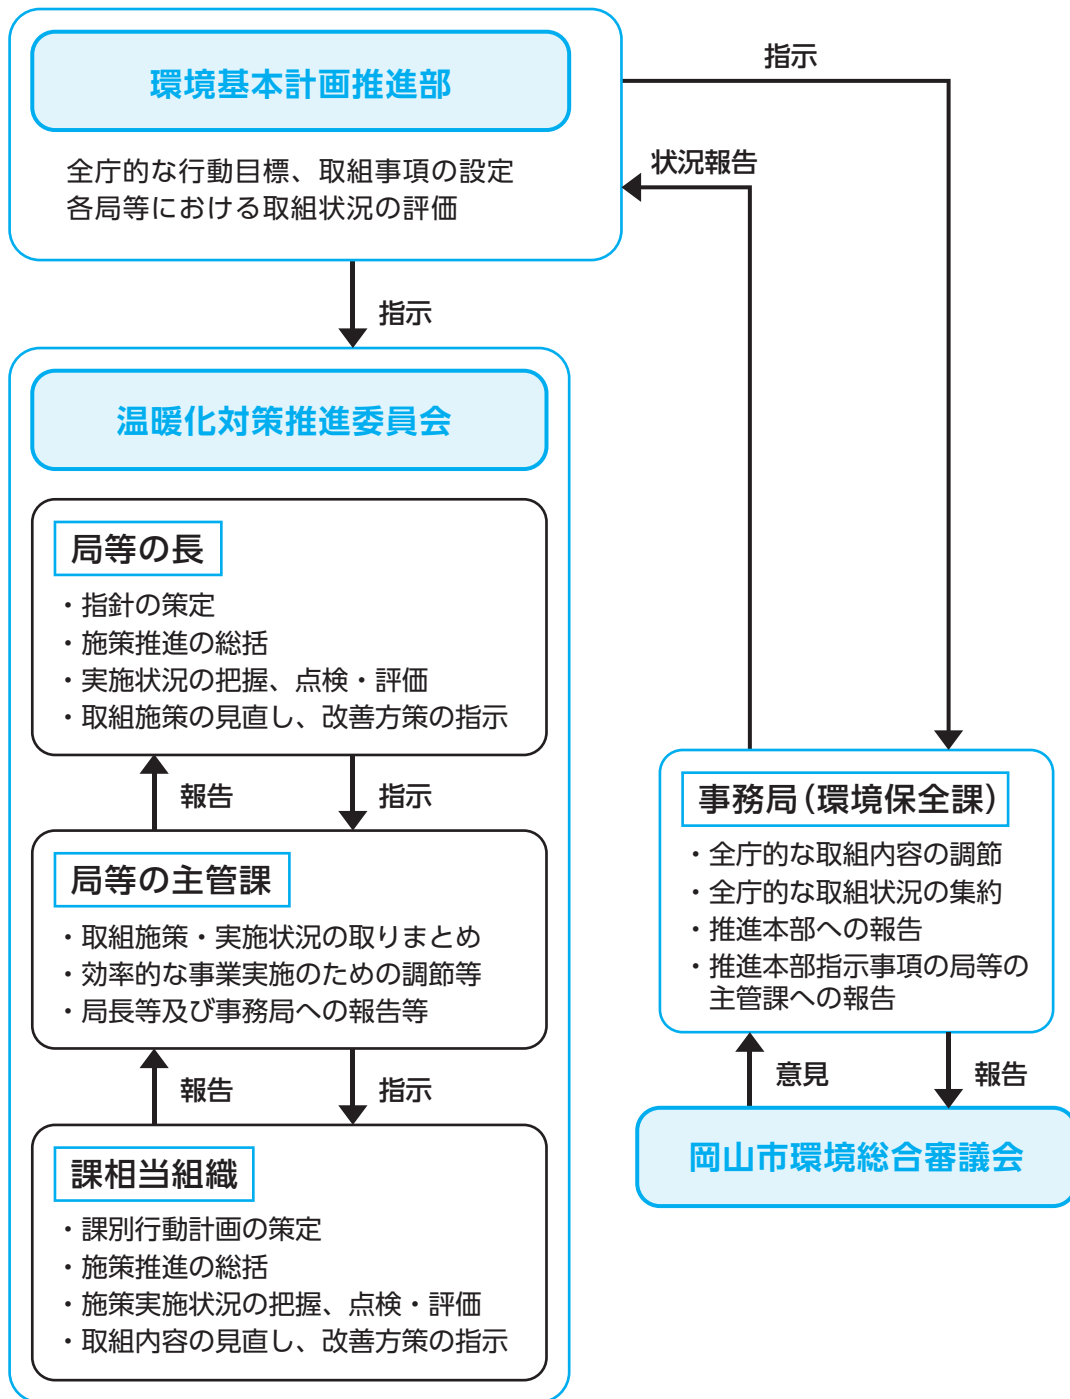 環境基本計画推進部
全庁的な行動目標、取組事項の設定
各局等における取組状況の評価
指示
状況報告
指示
温暖化対策推進委員会
局等の長
・指針の策定
・施策推進の総括
・実施状況の把握、点検・評価
・取組施策の見直し、改善方策の指示
報告
指示
局等の主管課
・取組施策・実施状況の取りまとめ
・効率的な事業実施のための調節等
・局長等及び事務局への報告等
報告
指示
課相当組織
・課別行動計画の策定
・施策推進の総括
・施策実施状況の把握、点検・評価
・取組内容の見直し、改善方策の指示
事務局(環境保全課)
・全庁的な取組内容の調節
・全庁的な取組状況の集約
・推進本部への報告
・推進本部指示事項の局等の
主管課への報告
意見
報告
岡山市環境総合審議会